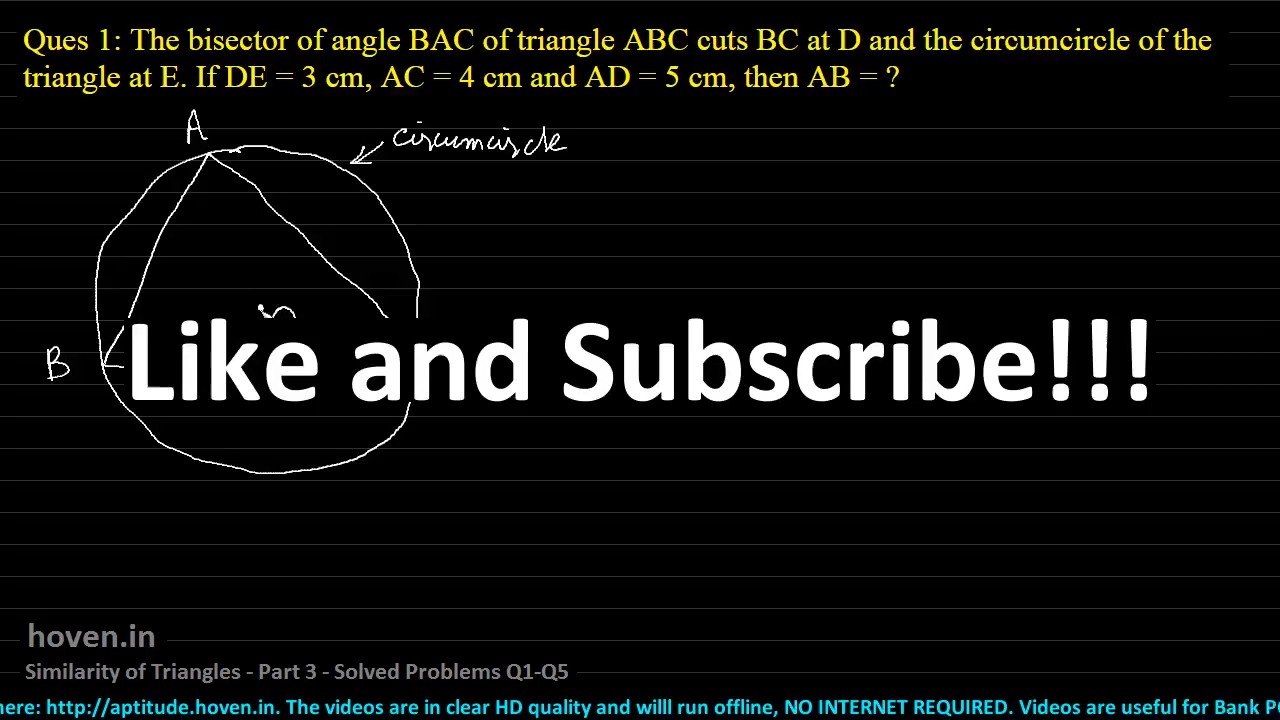 Ques 1: The bisector of angle BAC of triangle ABC cuts BC at D and the circumcircle of the
triangle at E. If DE = 3 cm, AC = 4 cm and AD = 5 cm, then AB = ?
A
circumcircle
B
Like and Subscribe!!!
hoven.in
Similarity of Triangles - Part 3 - Solved Problems Q1-Q5
here: http://aptitude.hoven.in. The videos are in clear HD quality and willl run offline, NO INTERNET REQUIRED. Videos are useful for Bank